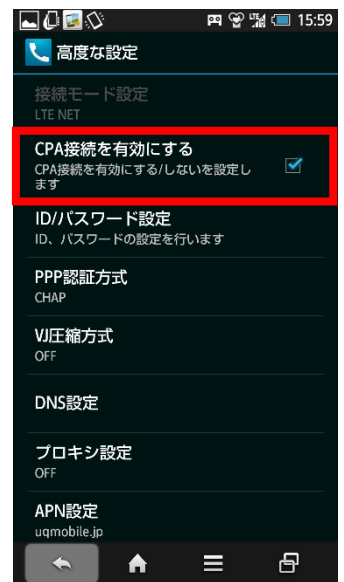 15:59
高度な設定
接続モード設定
LTE NET
CPA接続を有効にする
CPA接続を有効にする/しないを設定し
ます
ID/パスワード設定
ID、パスワードの設定を行います
PPP認証方式
CHAP
VJ圧縮方式
OFF
DNS設定
プロキシ設定
OFF
APN設定
uqmobile.jp